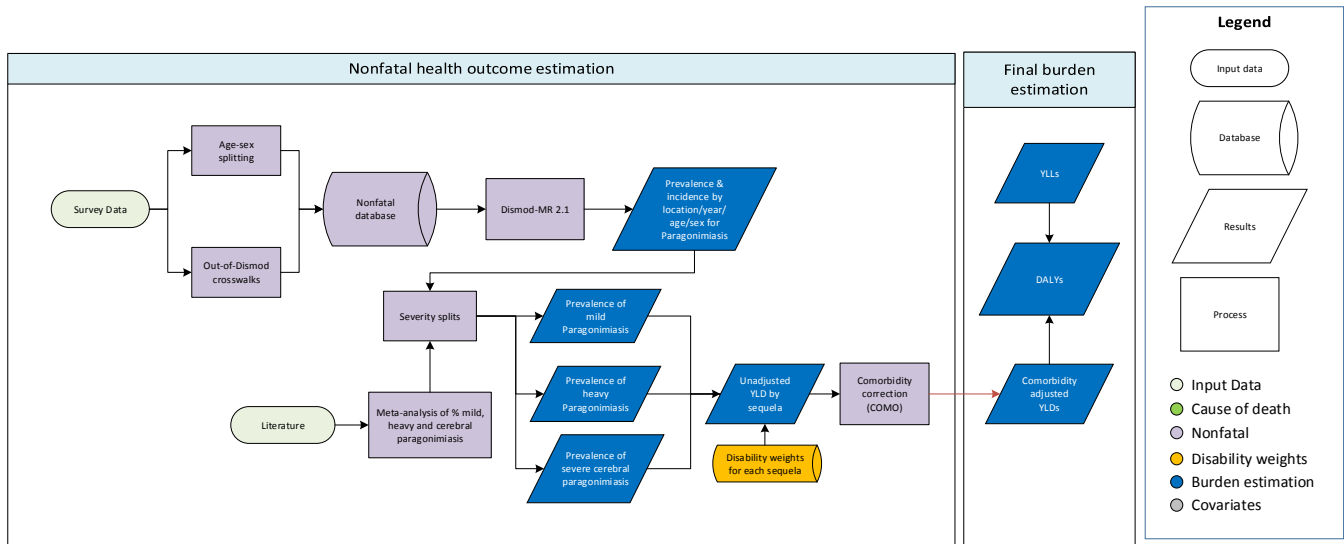 Nonfatal health outcome estimation
Final burden
estimation
Legend
Input data
Database
Results
Process
Input Data
Cause of death
Nonfatal
Disability weights
Burden estimation
Covariates
Survey Data
Age-sex
splitting
Out-of-Dismod
crosswalks
Nonfatal
database
Dismod-MR 2.1
Prevalence &
incidence by
location/year/
age/sex for
Paragonimiasis
Severity splits
Literature
Meta-analysis of % mild,
heavy and cerebral
paragonimiasis
Prevalence of
mild
Paragonimiasis
Prevalence of
heavy
Paragonimiasis
Prevalence of
severe cerebral
paragonimiasis
Unadjusted
YLD by
sequela
Disability weights
for each sequela
Comorbidity
correction
(COMO)
YLLs
DALYs
Comorbidity
adjusted
YLDs